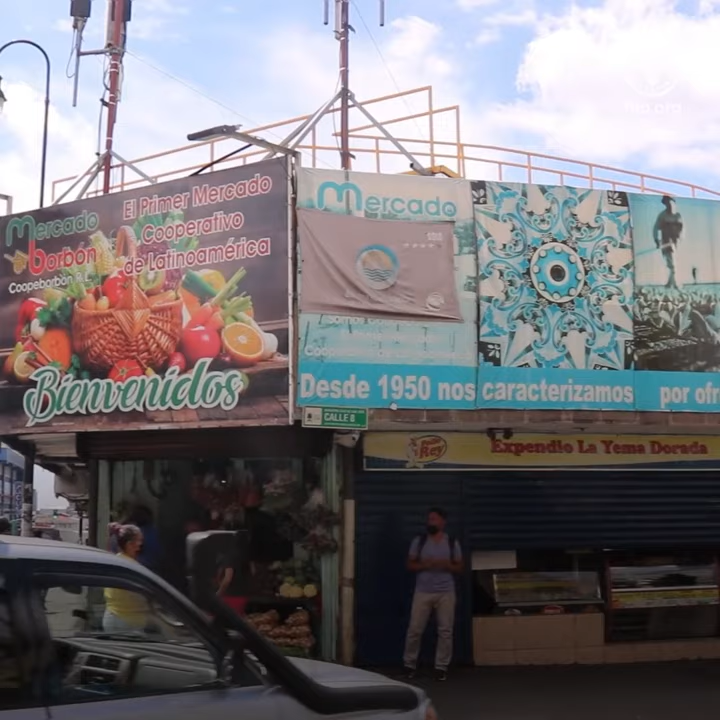 Mercado
borbón
Coopeborbón R.L.
El Primer Mercado
Cooperativo
de Latinoamérica
Bienvenidos
Mercado
Desde 1950 nos caracterizamos por ofr
CALLE 8
Pollo
Rey
Expendio La Yema Dorada